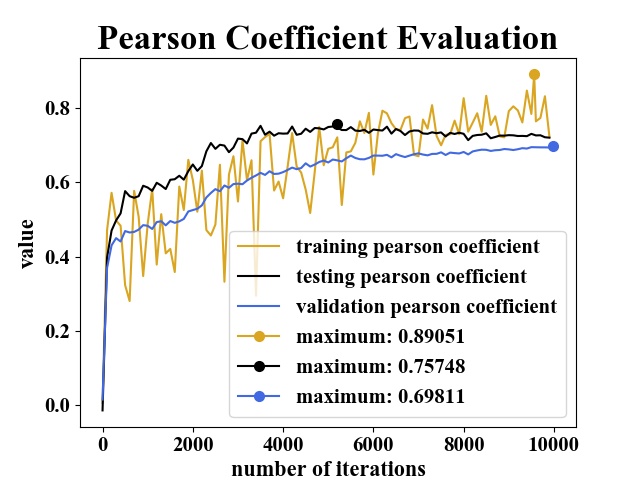 Pearson Coefficient Evaluation
value
0.8
0.6
0.4
0.2
0.0
training pearson coefficient
testing pearson coefficient
validation pearson coefficient
maximum: 0.89051
maximum: 0.75748
maximum: 0.69811
0 2000 4000 6000 8000 10000
number of iterations